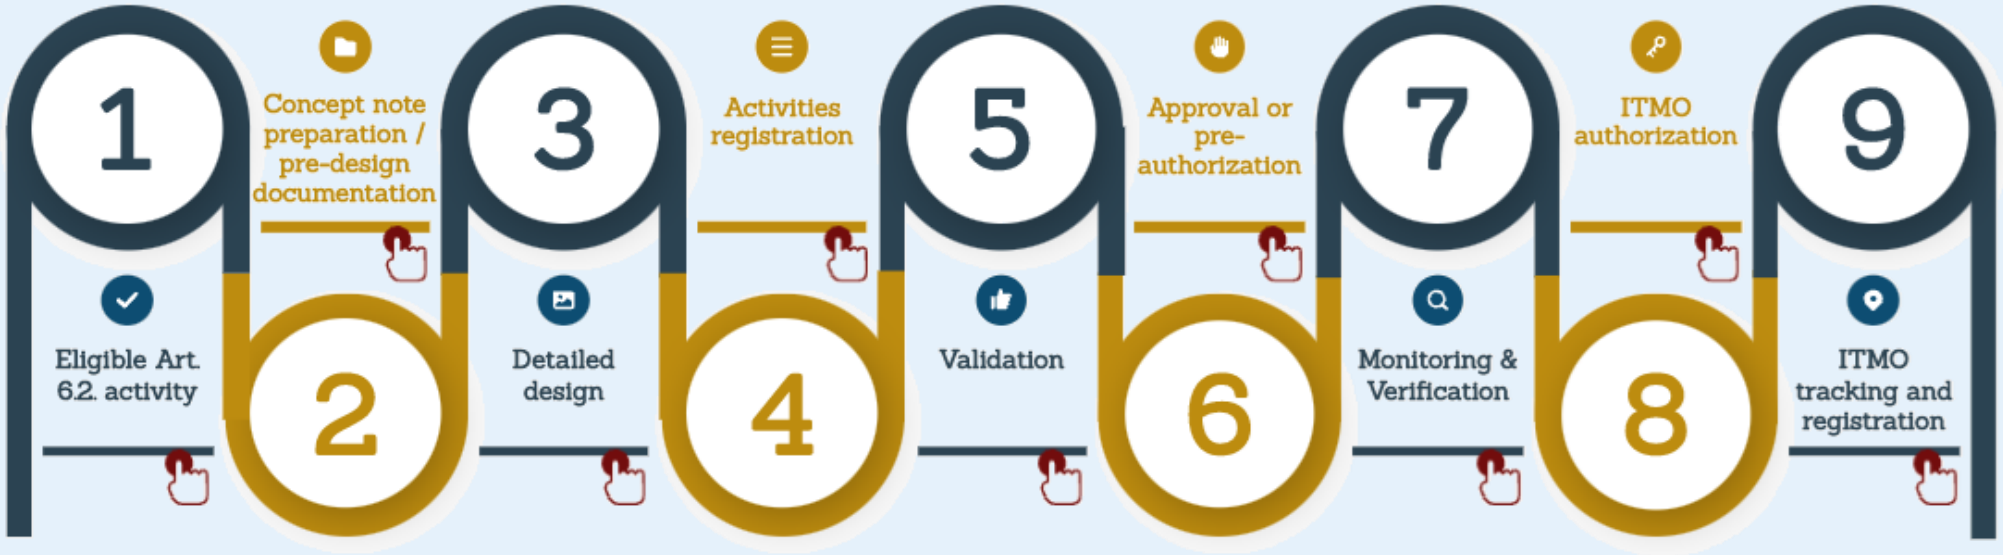 1
Eligible Art.
6.2. activity
Concept note
preparation /
pre-design
documentation
2
3
Detailed
design
Activities
registration
4
5
Validation
Approval or
pre-
authorization
6
7
Monitoring &
Verification
ITMO
authorization
8
9
ITMO
tracking and
registration